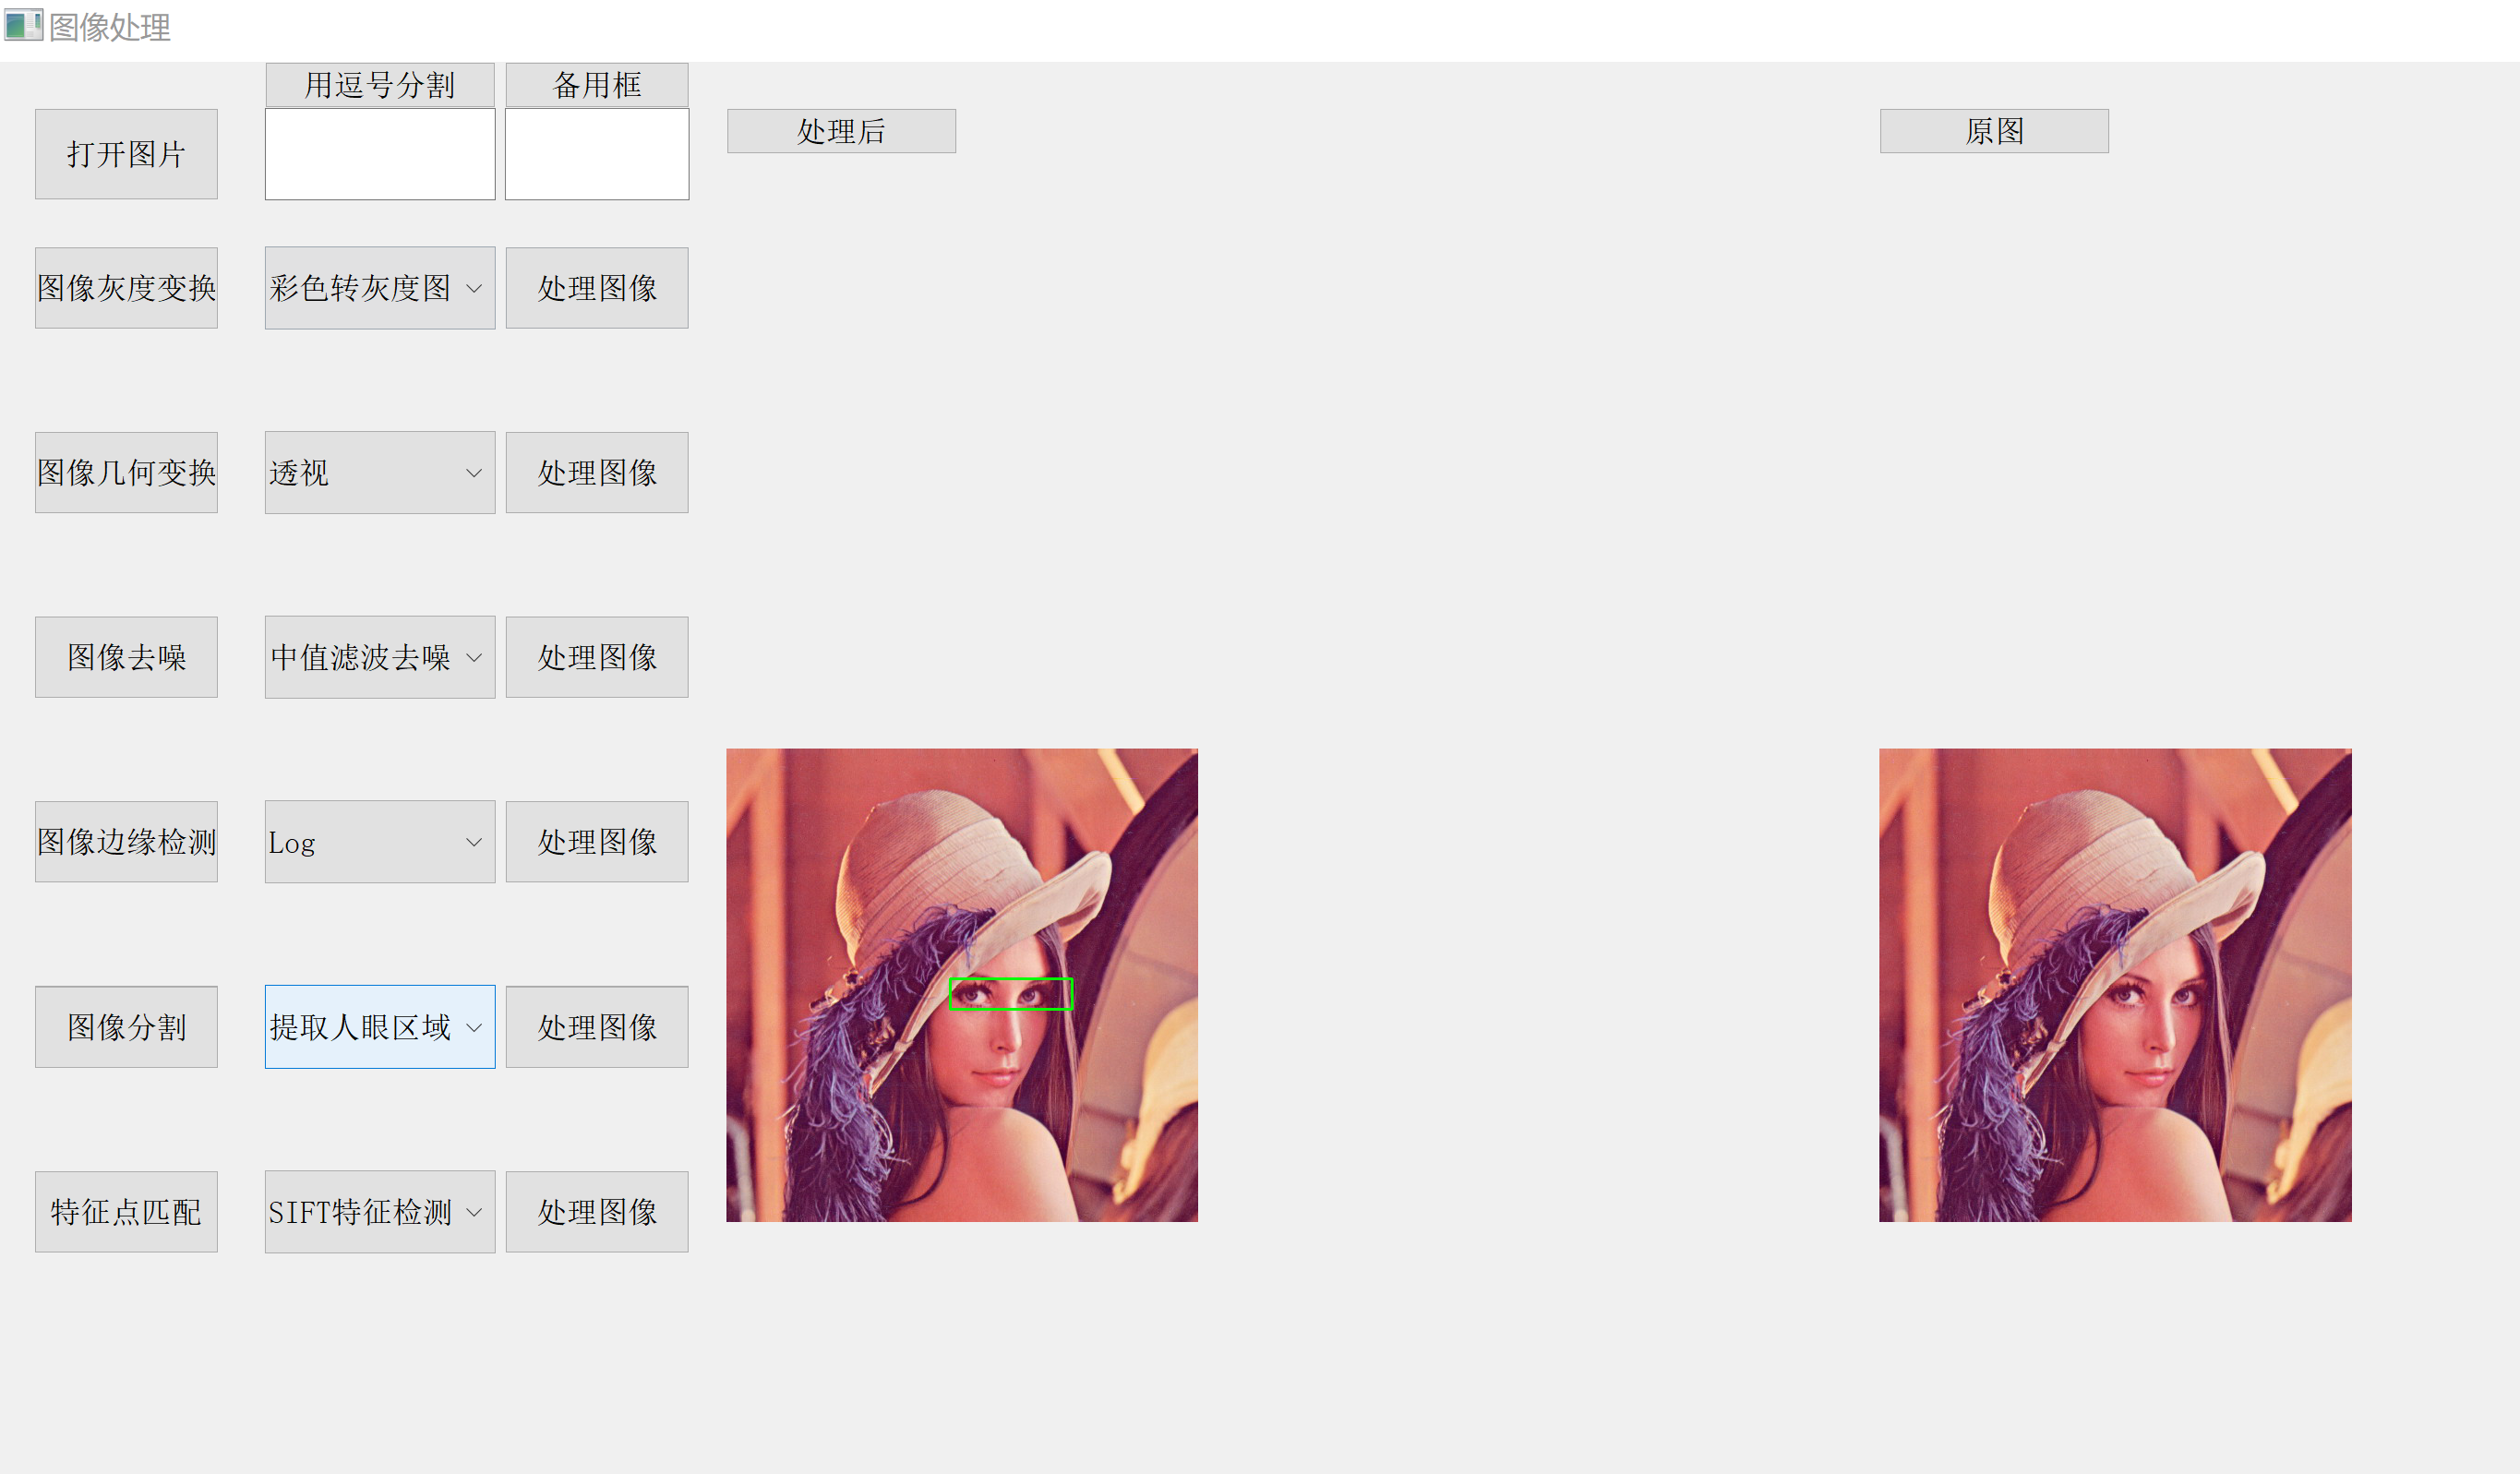 图像处理
用逗号分割
备用框
打开图片
处理后
原图
图像灰度变换
彩色转灰度图
处理图像
图像几何变换
透视
处理图像
图像去噪
中值滤波去噪
处理图像
图像边缘检测
Log
处理图像
图像分割
提取人眼区域
处理图像
特征点匹配
SIFT特征检测
处理图像